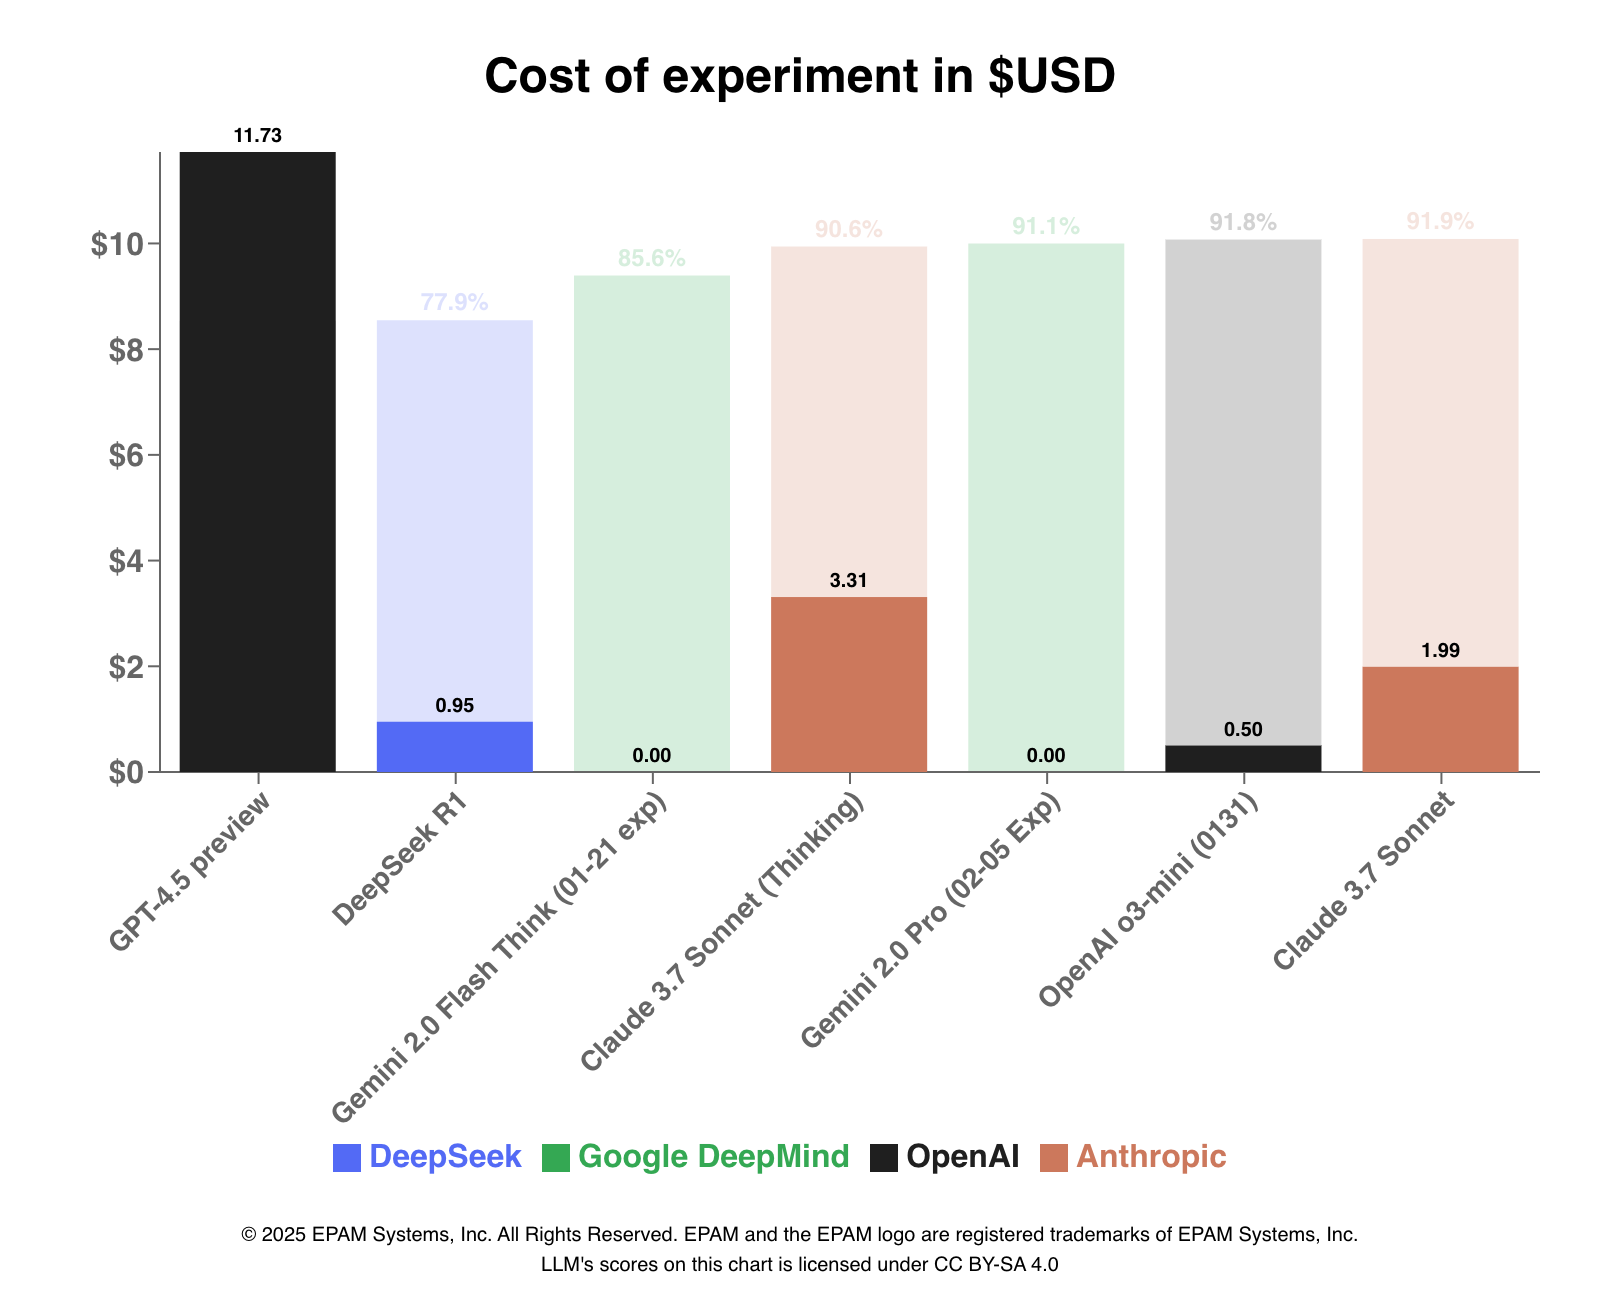 Cost of experiment in $USD
11.73
$10
$8
$6
$4
$2
$0
77.9%
85.6%
90.6%
91.1%
91.8%
91.9%
0.95
0.00
3.31
0.00
0.50
1.99
GPT-4.5 preview
DeepSeek R1
Gemini 2.0 Flash Think (01-21 exp)
Claude 3.7 Sonnet (Thinking)
Gemini 2.0 Pro (02-05 Exp)
OpenAI o3-mini (0131)
Claude 3.7 Sonnet
DeepSeek Google DeepMind OpenAI Anthropic
© 2025 EPAM Systems, Inc. All Rights Reserved. EPAM and the EPAM logo are registered trademarks of EPAM Systems, Inc.
LLM's scores on this chart is licensed under CC BY-SA 4.0